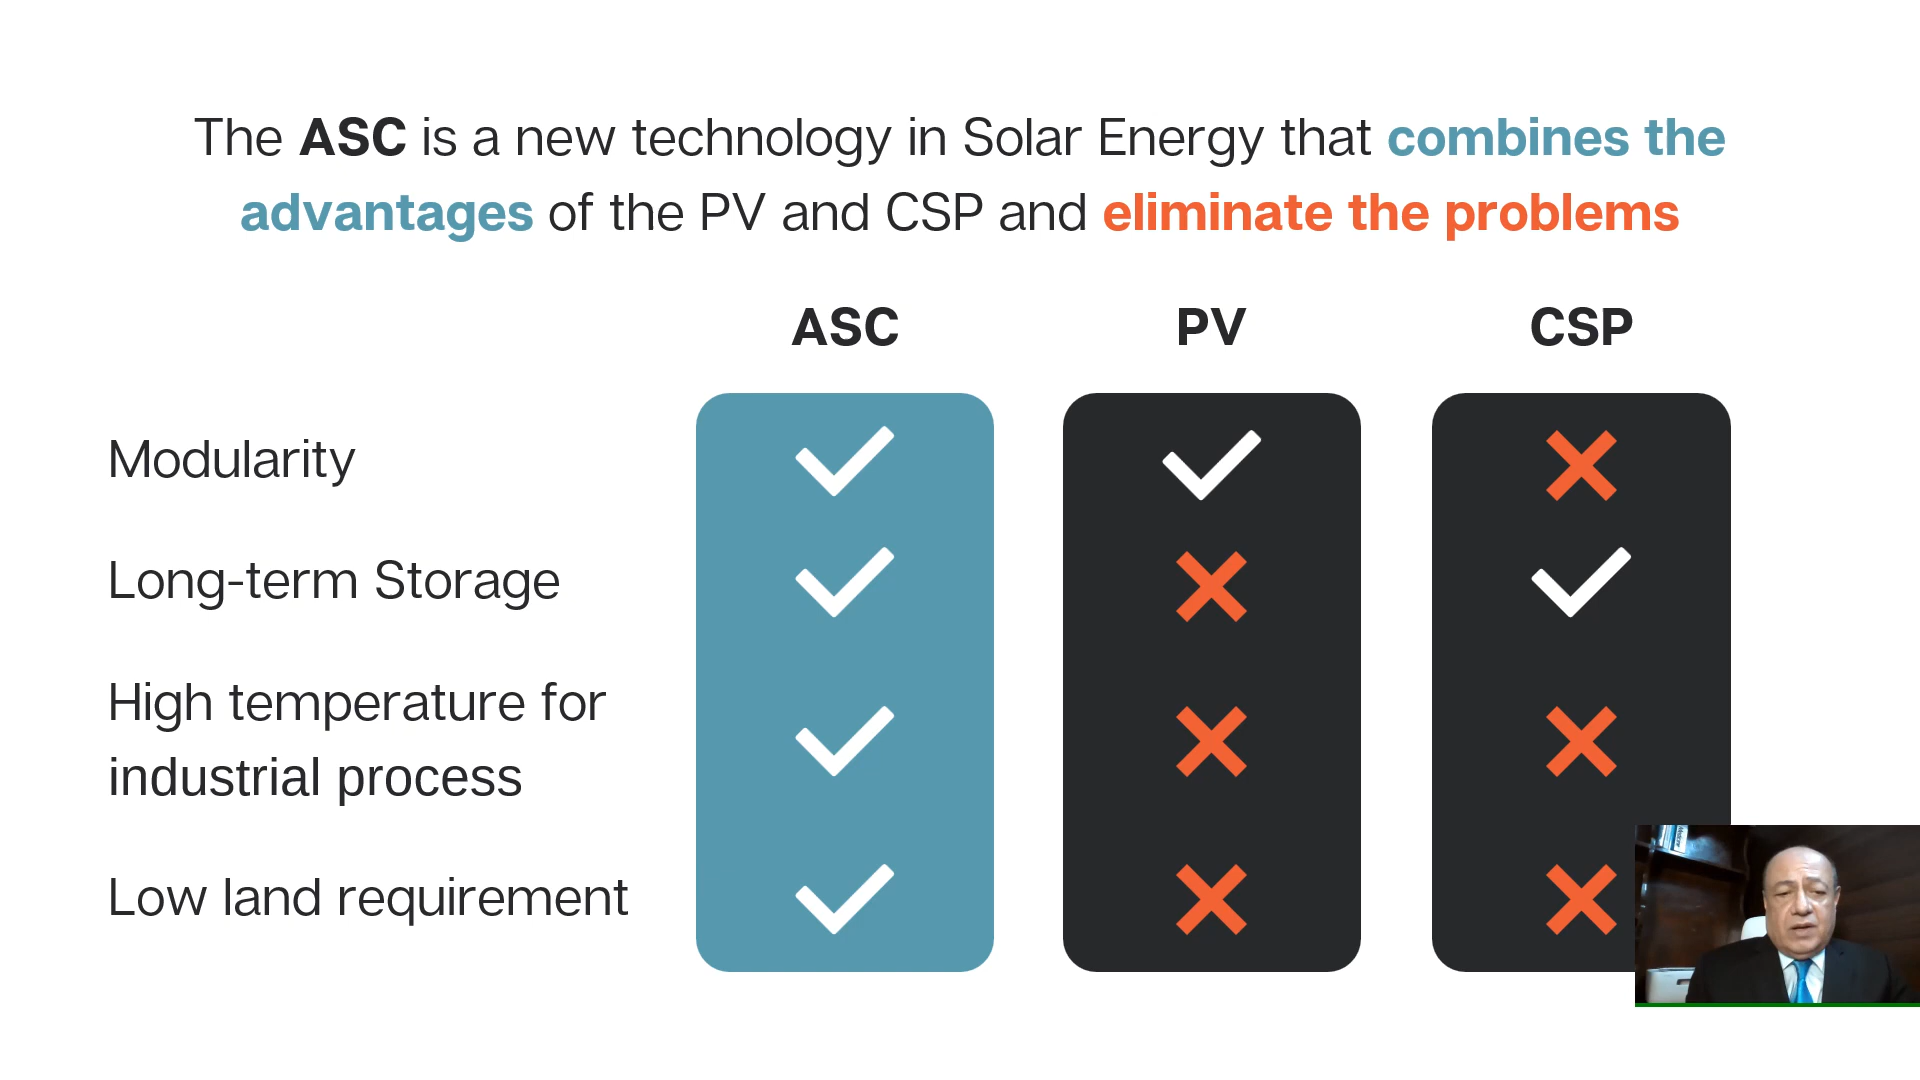 The ASC is a new technology in Solar Energy that combines the
advantages of the PV and CSP and eliminate the problems
ASC PV CSP
Modularity
Long-term Storage
High temperature for
industrial process
Low land requirement